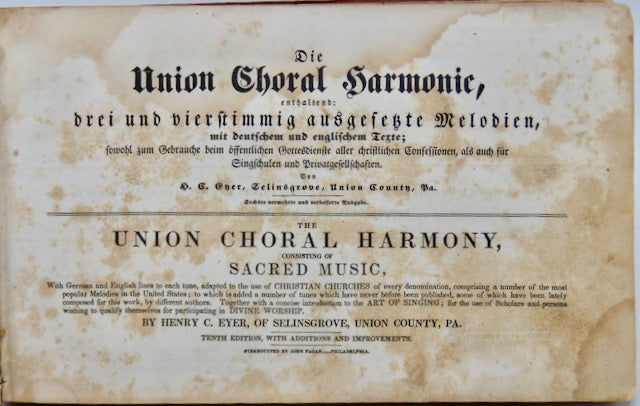 Die
Union Choral Harmonie,
enthaltend:
drei und vierstimmig ausgesetzte Melodien,
mit deutschem und englischem Texte;
sowohl zum Gebrauche beim öffentlichen Gottesdienste aller christlichen Confessionen, als auch für
Singschulen und Privatgesellschaften.
Von
H. C. Eyer, Selinsgrove, Union County, Pa.
Sechste vermehrte und verbesserte Ausgabe.
THE
UNION CHORAL HARMONY,
CONSISTING OF
SACRED MUSIC,
With German and English lines to each tune, adapted to the use of CHRISTIAN CHURCHES of every denomination, comprising a number of the most
popular Melodies in the United States; to which is added a number of tunes which have never before been published, some of which have been lately
composed for this work, by different authors. Together with a concise introduction to the ART OF SINGING; for the use of Scholars and persons
wishing to qualify themselves for participating in DIVINE WORSHIP.
BY HENRY C. EYER, OF SELINSGROVE, UNION COUNTY, PA.
TENTH EDITION, WITH ADDITIONS AND IMPROVEMENTS.
STEREOTYPED BY JOHN FAGAN.—PHILADELPHIA.